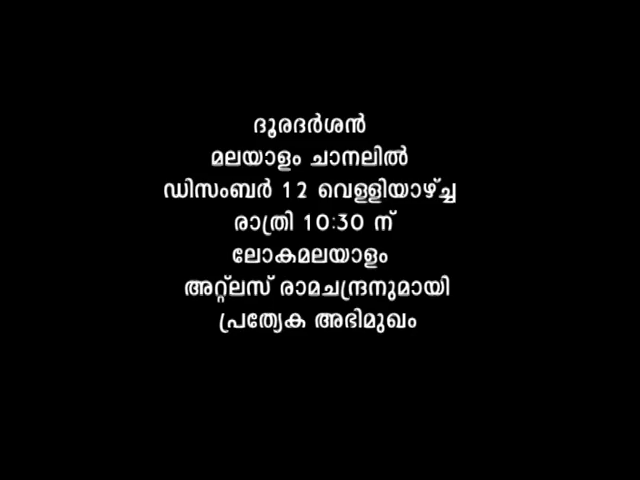 ദൂരദർശൻ
മലയാളം ചാനലിൽ
ഡിസംബർ 12 വെള്ളിയാഴ്ച്ച
രാത്രി 10:30 ന്
ലോകമലയാളം
അറ്റ്ലസ് രാമചന്ദ്രനുമായി
പ്രത്യേക അഭിമുഖം